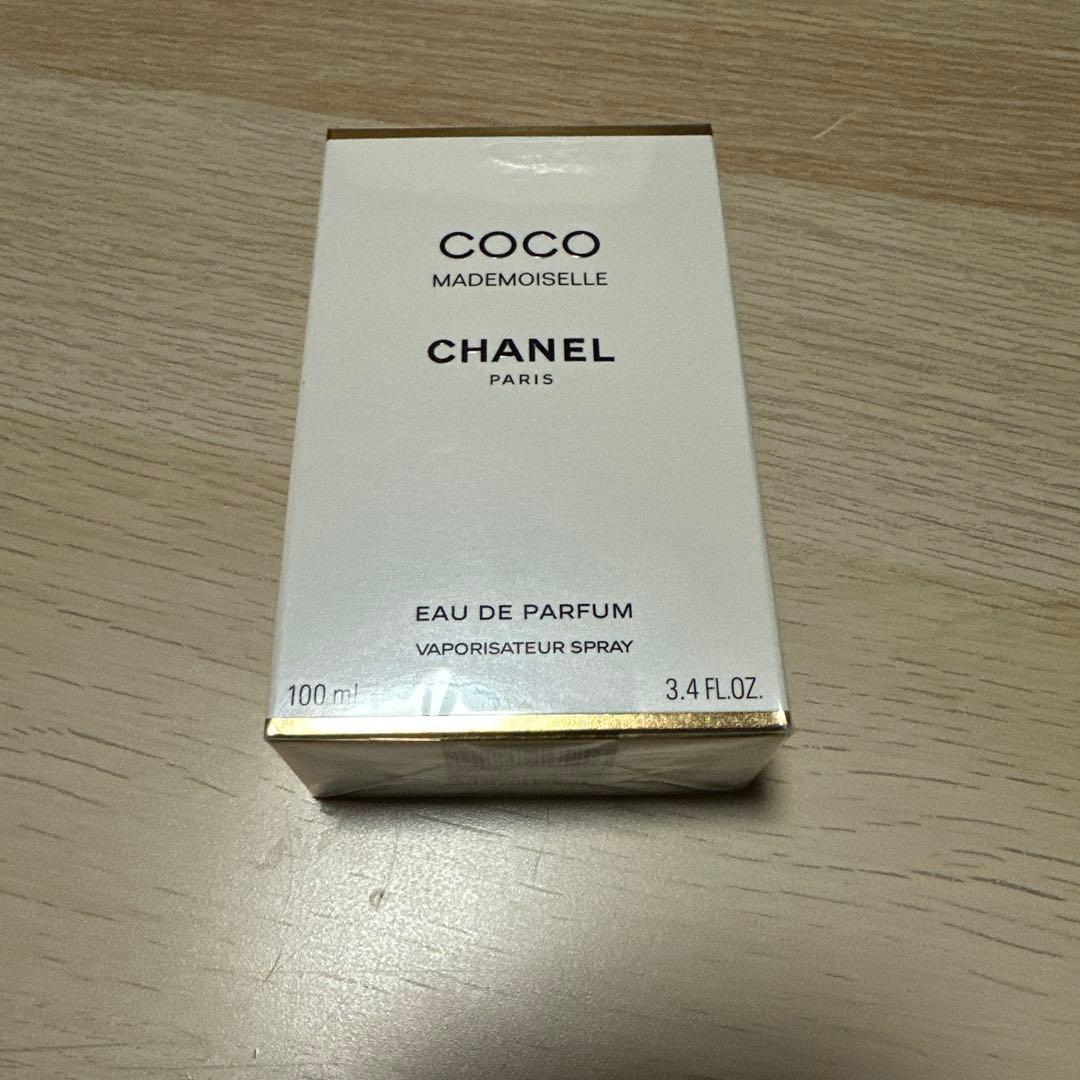 COCO
MADEMOISELLE
CHANEL
PARIS
EAU DE PARFUM
VAPORISATEUR SPRAY
100 ml
3.4 FL.OZ.